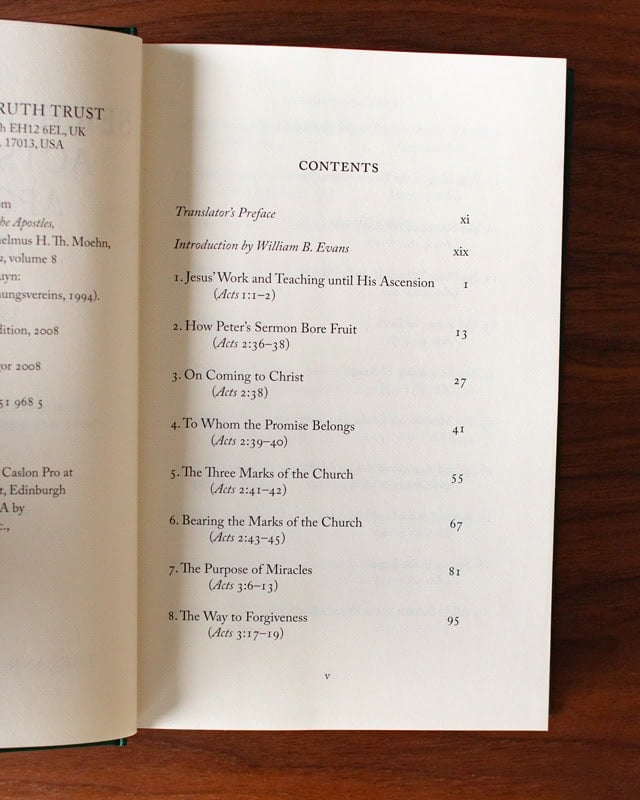 RUTH TRUST
h EH12 6EL, UK
. 17013, USA
om
he Apostles,
helmus H. Th. Moehn,
a, volume 8
uyn:
nungsvereins, 1994).
dition, 2008
gor 2008
51 968 5
Caslon Pro at
t, Edinburgh
A by
c.,
CONTENTS
Translator's Preface xi
Introduction by William B. Evans xix
1. Jesus' Work and Teaching until His Ascension 1
(Acts 1:1–2)
2. How Peter's Sermon Bore Fruit 13
(Acts 2:36–38)
3. On Coming to Christ 27
(Acts 2:38)
4. To Whom the Promise Belongs 41
(Acts 2:39–40)
5. The Three Marks of the Church 55
(Acts 2:41–42)
6. Bearing the Marks of the Church 67
(Acts 2:43–45)
7. The Purpose of Miracles 81
(Acts 3:6–13)
8. The Way to Forgiveness 95
(Acts 3:17–19)
v